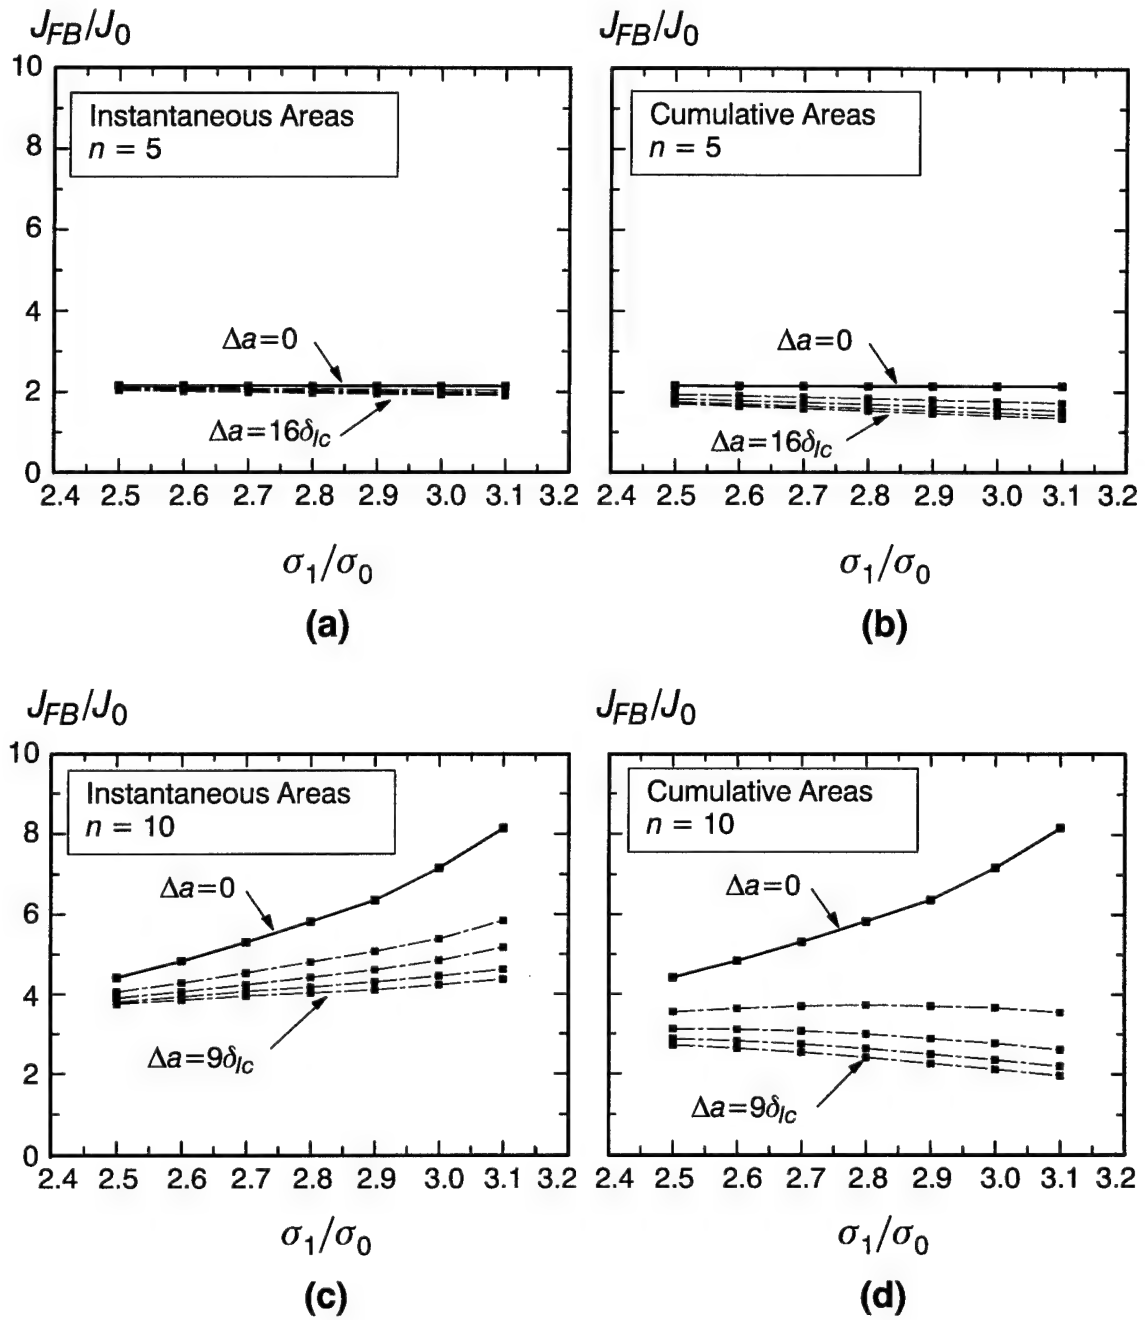 J_FB/J_0
10
Instantaneous Areas
n = 5
8
6
4
Δa=0
2
Δa=16δ_Ic
0
2.4 2.5 2.6 2.7 2.8 2.9 3.0 3.1 3.2
σ_1/σ_0
(a)
J_FB/J_0
Cumulative Areas
n = 5
Δa=0
Δa=16δ_Ic
2.4 2.5 2.6 2.7 2.8 2.9 3.0 3.1 3.2
σ_1/σ_0
(b)
J_FB/J_0
10
Instantaneous Areas
n = 10
8
Δa=0
6
4
Δa=9δ_Ic
2
0
2.4 2.5 2.6 2.7 2.8 2.9 3.0 3.1 3.2
σ_1/σ_0
(c)
J_FB/J_0
Cumulative Areas
n = 10
Δa=0
Δa=9δ_Ic
2.4 2.5 2.6 2.7 2.8 2.9 3.0 3.1 3.2
σ_1/σ_0
(d)